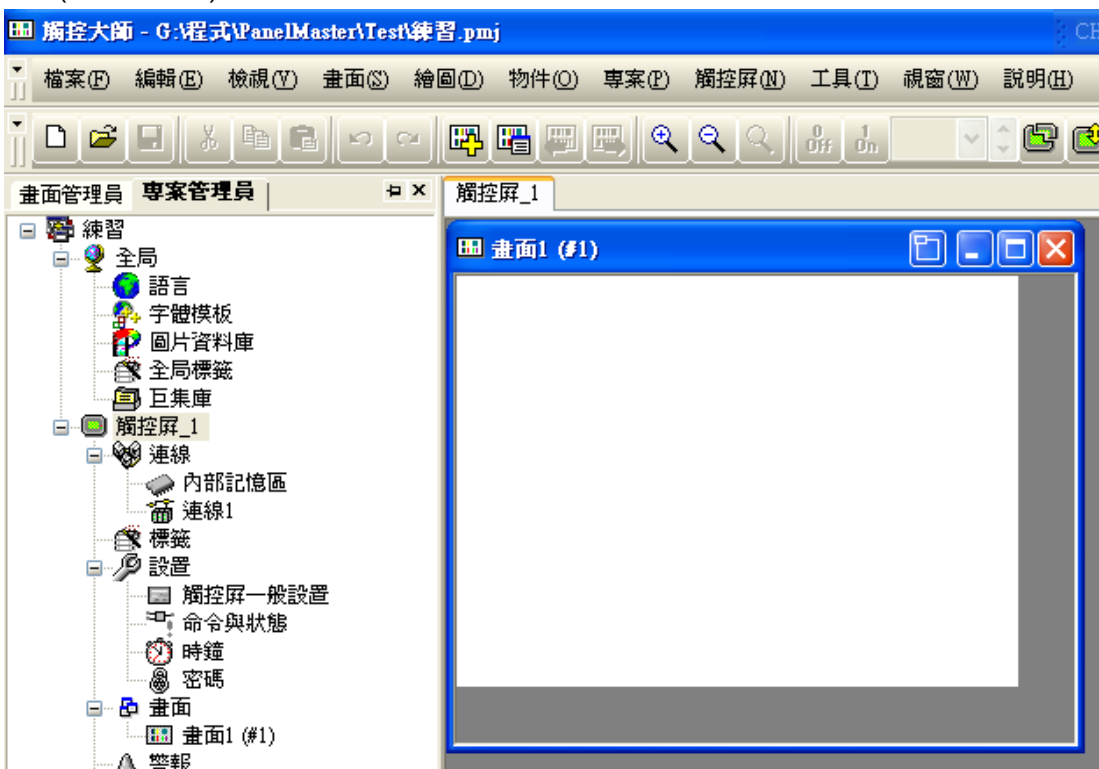 觸控大師 - G:\程式\PanelMaster\Test\練習.pmj
檔案(F) 編輯(E) 檢視(V) 畫面(S) 繪圖(D) 物件(O) 專案(P) 觸控屏(N) 工具(T) 視窗(W) 說明(H)
0 Off 1 On
畫面管理員 專案管理員
觸控屏_1
練習
畫面1 (#1)
全局
語言
字體模板
圖片資料庫
全局標籤
巨集庫
觸控屏_1
連線
內部記憶區
連線1
標籤
設置
觸控屏一般設置
命令與狀態
時鐘
密碼
畫面
畫面1 (#1)
警報